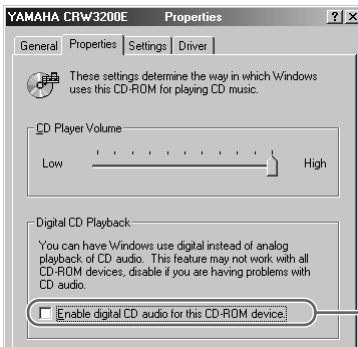 YAMAHA CRW3200E Properties ? x
General Properties Settings Driver
These settings determine the way in which Windows
uses this CD-ROM for playing CD music.
CD Player Volume
Low High
Digital CD Playback
You can have Windows use digital instead of analog
playback of CD audio. This feature may not work with all
CD-ROM devices, disable if you are having problems with
CD audio.
Enable digital CD audio for this CD-ROM device.